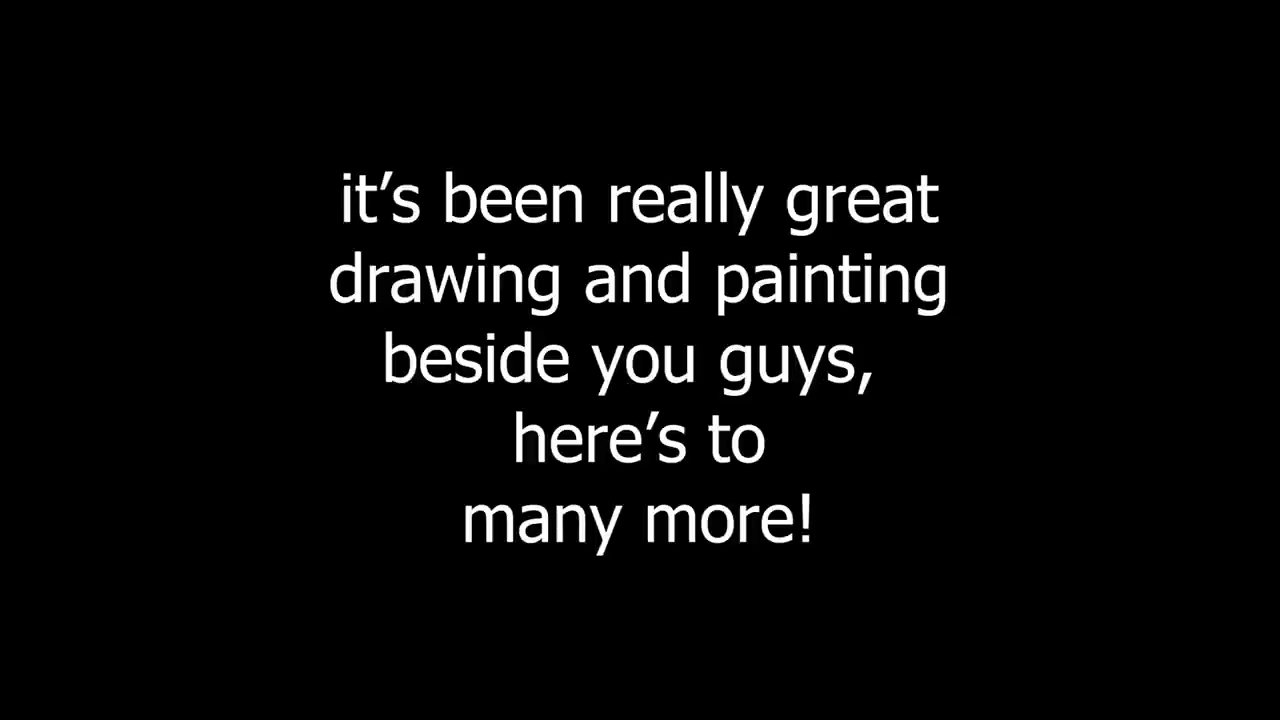 it’s been really great
drawing and painting
beside you guys,
here’s to
many more!